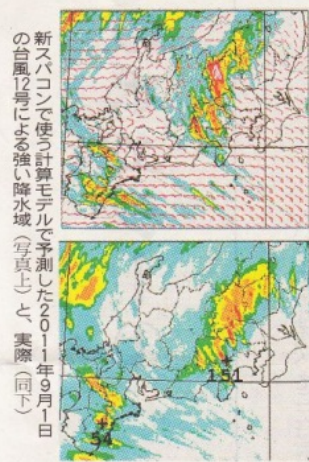 新スパコンで使う計算モデルで予測した2011年9月1日
の台風12号による強い降水域（写真上）と、実際（同下）
151
54